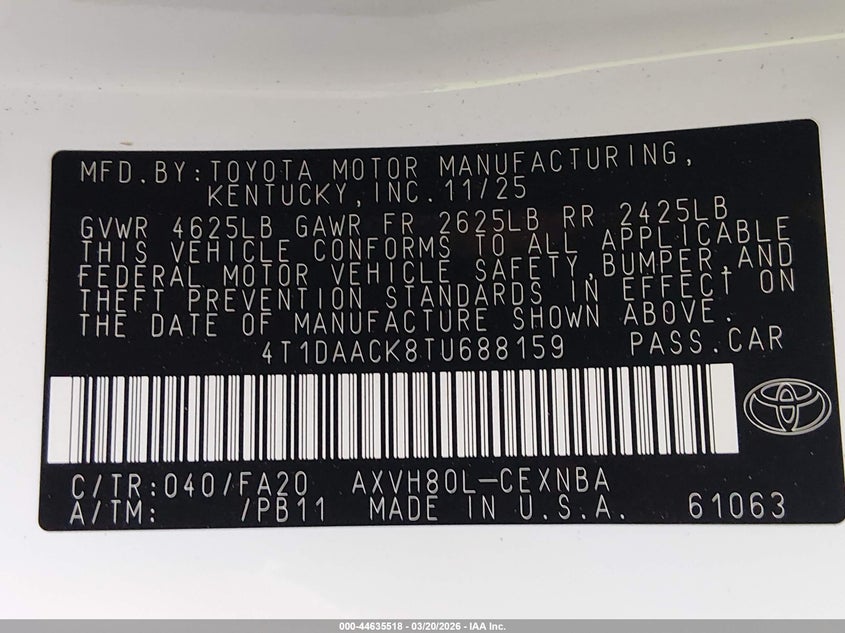 MFD.BY:TOYOTA MOTOR MANUFACTURING,
KENTUCKY,INC.11/25
GVWR 4625LB GAWR FR 2625LB RR 2425LB
THIS VEHICLE CONFORMS TO ALL APPLICABLE
FEDERAL MOTOR VEHICLE SAFETY,BUMPER,AND
THEFT PREVENTION STANDARDS IN EFFECT ON
THE DATE OF MANUFACTURE SHOWN ABOVE.
4T1DAACK8TU688159 PASS.CAR
C/TR:040/FA20 AXVH80L-CEXNBA
A/TM: /PB11 MADE IN U.S.A. 61063
000-44635518 - 03/20/2026 - IAA Inc.